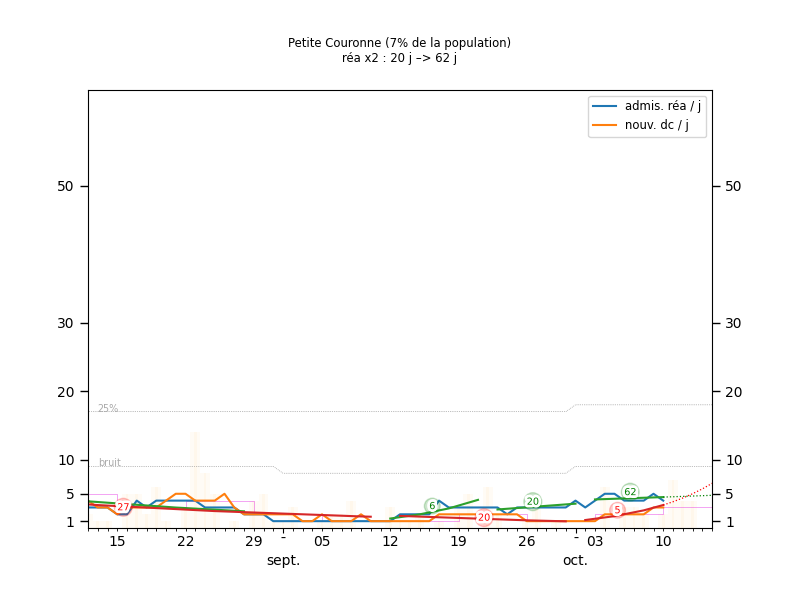 Petite Couronne (7% de la population)
réa x2 : 20 j –> 62 j
admis. réa / j
nouv. dc / j
50 50
30 30
20 20
25%
10 10
bruit
5 5
27 6 20 20 5 62
1 1
15 22 29 - 05 12 19 26 - 03 10
sept. oct.